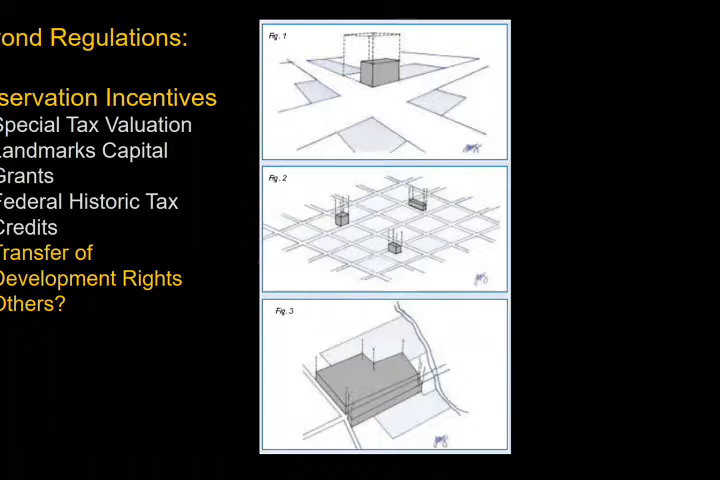 ond Regulations:
servation Incentives
Special Tax Valuation
Landmarks Capital
Grants
Federal Historic Tax
Credits
Transfer of
Development Rights
Others?
Fig. 1
Fig. 2
Fig. 3